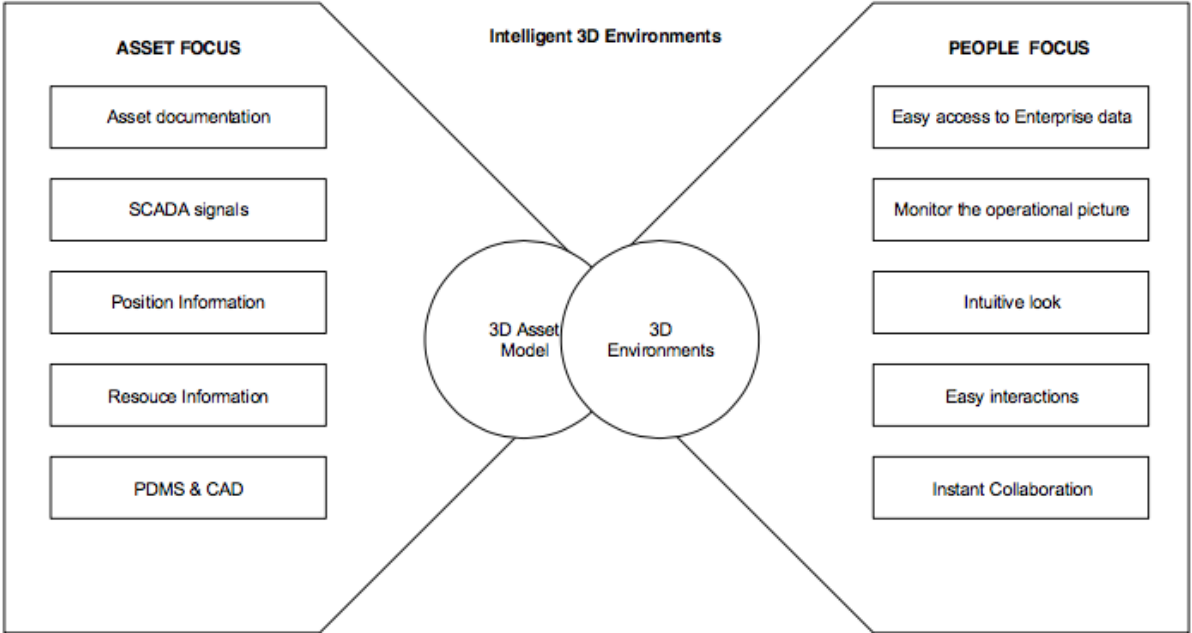 Intelligent 3D Environments
ASSET FOCUS
Asset documentation
SCADA signals
Position Information
Resouce Information
PDMS & CAD
3D Asset
Model
3D
Environments
PEOPLE FOCUS
Easy access to Enterprise data
Monitor the operational picture
Intuitive look
Easy interactions
Instant Collaboration